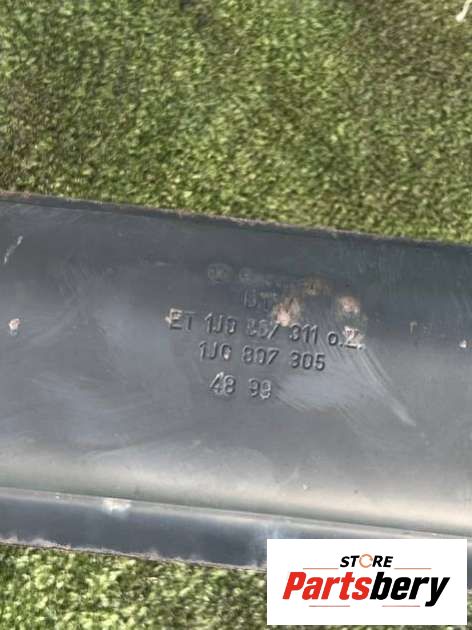 ET 1J0 807 311 o.Z.
1J0 807 305
48 99
STORE
Partsbery